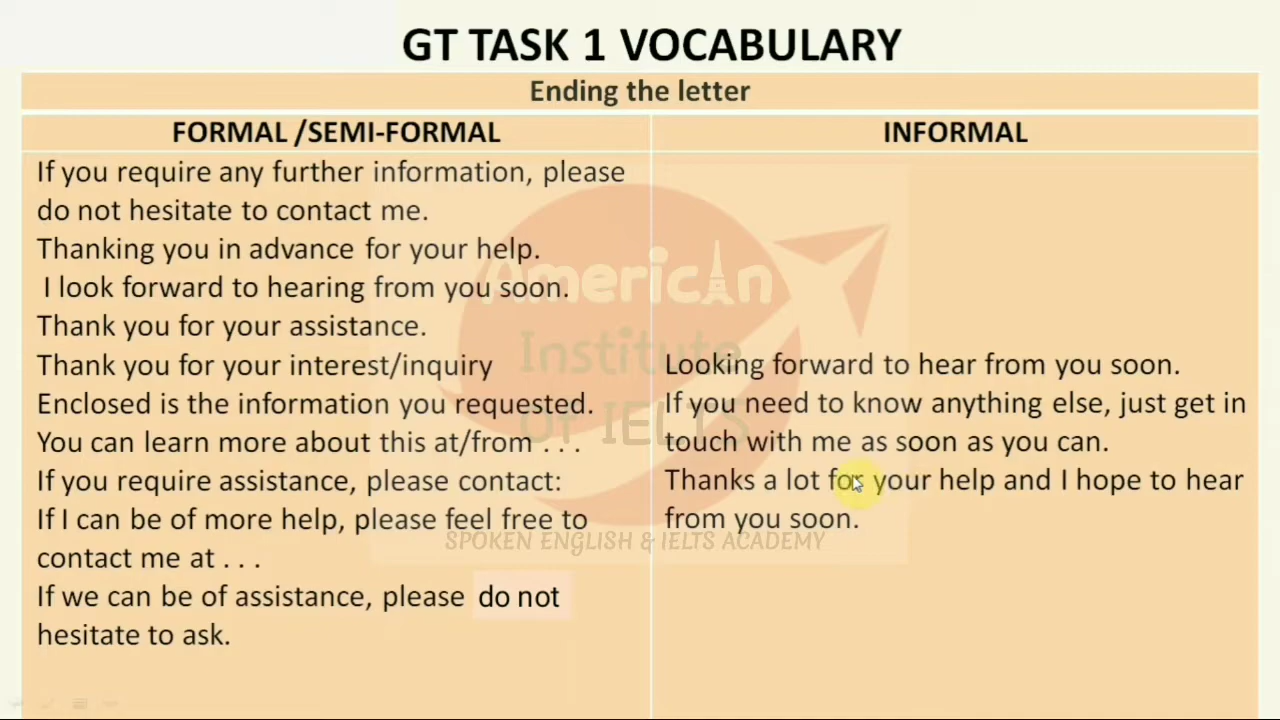 GT TASK 1 VOCABULARY
Ending the letter
FORMAL /SEMI-FORMAL
If you require any further information, please
do not hesitate to contact me.
Thanking you in advance for your help.
I look forward to hearing from you soon.
Thank you for your assistance.
Thank you for your interest/inquiry
Enclosed is the information you requested.
You can learn more about this at/from . . .
If you require assistance, please contact:
If I can be of more help, please feel free to
contact me at . . .
If we can be of assistance, please do not
hesitate to ask.
INFORMAL
Looking forward to hear from you soon.
If you need to know anything else, just get in
touch with me as soon as you can.
Thanks a lot for your help and I hope to hear
from you soon.
American
Institute
OF IELTS
SPOKEN ENGLISH & IELTS ACADEMY